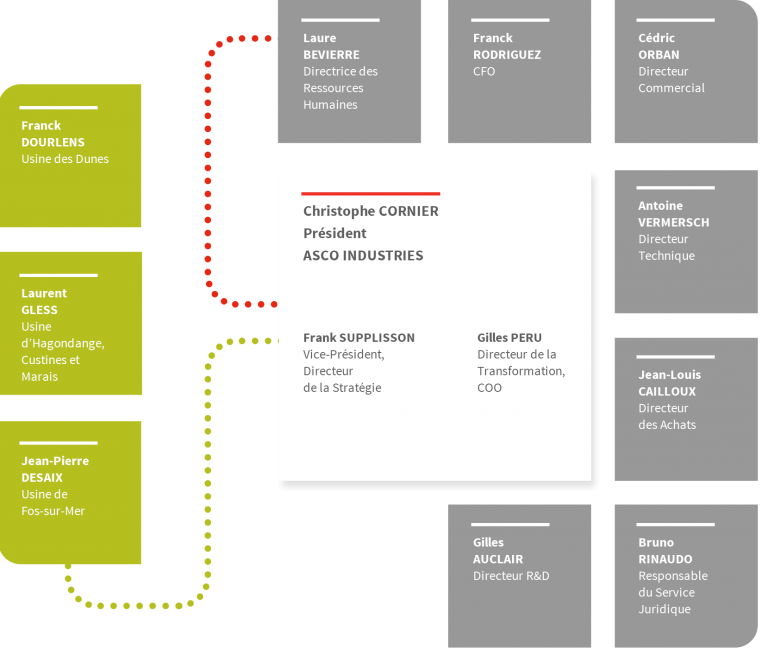 Laure
BEVIERRE
Directrice des
Ressources
Humaines
Franck
RODRIGUEZ
CFO
Cédric
ORBAN
Directeur
Commercial
Franck
DOURLENS
Usine des Dunes
Laurent
GLESS
Usine
d'Hagondange,
Custines et
Marais
Jean-Pierre
DESAIX
Usine de
Fos-sur-Mer
Christophe CORNIER
Président
ASCO INDUSTRIES
Frank SUPPLISSON
Vice-Président,
Directeur
de la Stratégie
Gilles PERU
Directeur de la
Transformation,
COO
Antoine
VERMERSCH
Directeur
Technique
Jean-Louis
CAILLOUX
Directeur
des Achats
Gilles
AUCLAIR
Directeur R&D
Bruno
RINAUDO
Responsable
du Service
Juridique